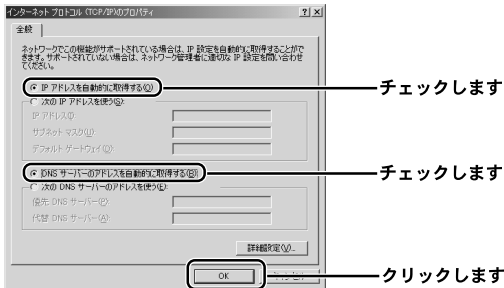 インターネット プロトコル (TCP/IP)のプロパティ
全般
ネットワークでこの機能がサポートされている場合は、IP 設定を自動的に取得することがで
きます。サポートされていない場合は、ネットワーク管理者に適切な IP 設定を問い合わせ
てください。
IP アドレスを自動的に取得する(O)
チェックします
次の IP アドレスを使う(S):
IP アドレス(I):
サブネット マスク(U):
デフォルト ゲートウェイ(D):
DNS サーバーのアドレスを自動的に取得する(B)
チェックします
次の DNS サーバーのアドレスを使う(E):
優先 DNS サーバー(P):
代替 DNS サーバー(A):
詳細設定(V)...
OK
クリックします